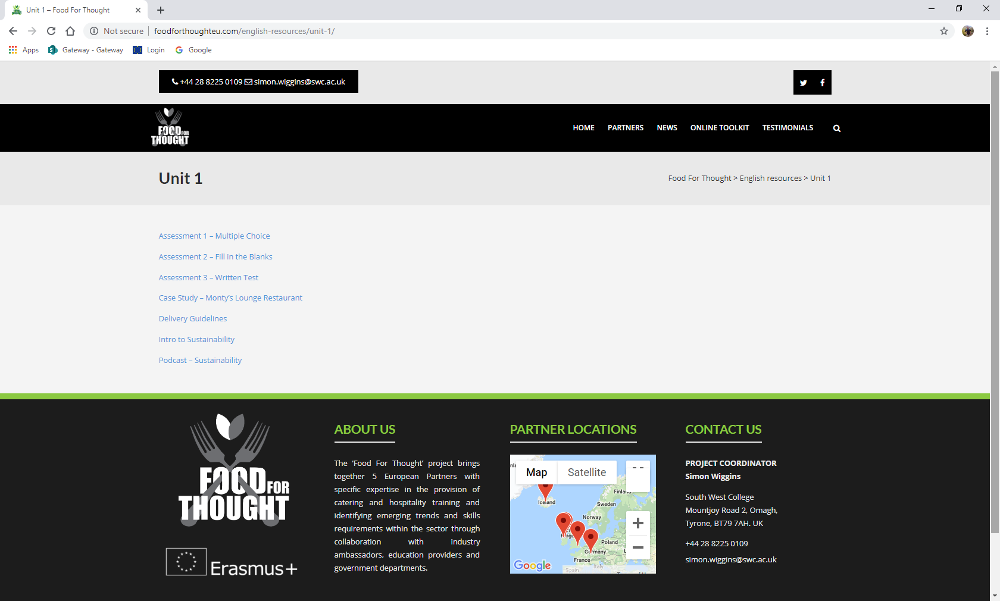 Unit 1 – Food For Thought
Not secure
foodforthoughteu.com/english-resources/unit-1/
Apps
Gateway - Gateway
Login
Google
+44 28 8225 0109 simon.wiggins@swc.ac.uk
FOOD FOR
THOUGHT
HOME
PARTNERS
NEWS
ONLINE TOOLKIT
TESTIMONIALS
Unit 1
Food For Thought > English resources > Unit 1
Assessment 1 – Multiple Choice
Assessment 2 – Fill in the Blanks
Assessment 3 – Written Test
Case Study – Monty's Lounge Restaurant
Delivery Guidelines
Intro to Sustainability
Podcast – Sustainability
FOOD FOR
THOUGHT
Erasmus+
ABOUT US
The ‘Food For Thought’ project brings
together 5 European Partners with
specific expertise in the provision of
catering and hospitality training and
identifying emerging trends and skills
requirements within the sector through
collaboration with industry
ambassadors, education providers and
government departments.
PARTNER LOCATIONS
Map
Satellite
Iceland
Sweden
Norway
Poland
Germany
France
Spain
Italy
Google
CONTACT US
PROJECT COORDINATOR
Simon Wiggins
South West College
Mountjoy Road 2, Omagh,
Tyrone, BT79 7AH. UK
+44 28 8225 0109
simon.wiggins@swc.ac.uk